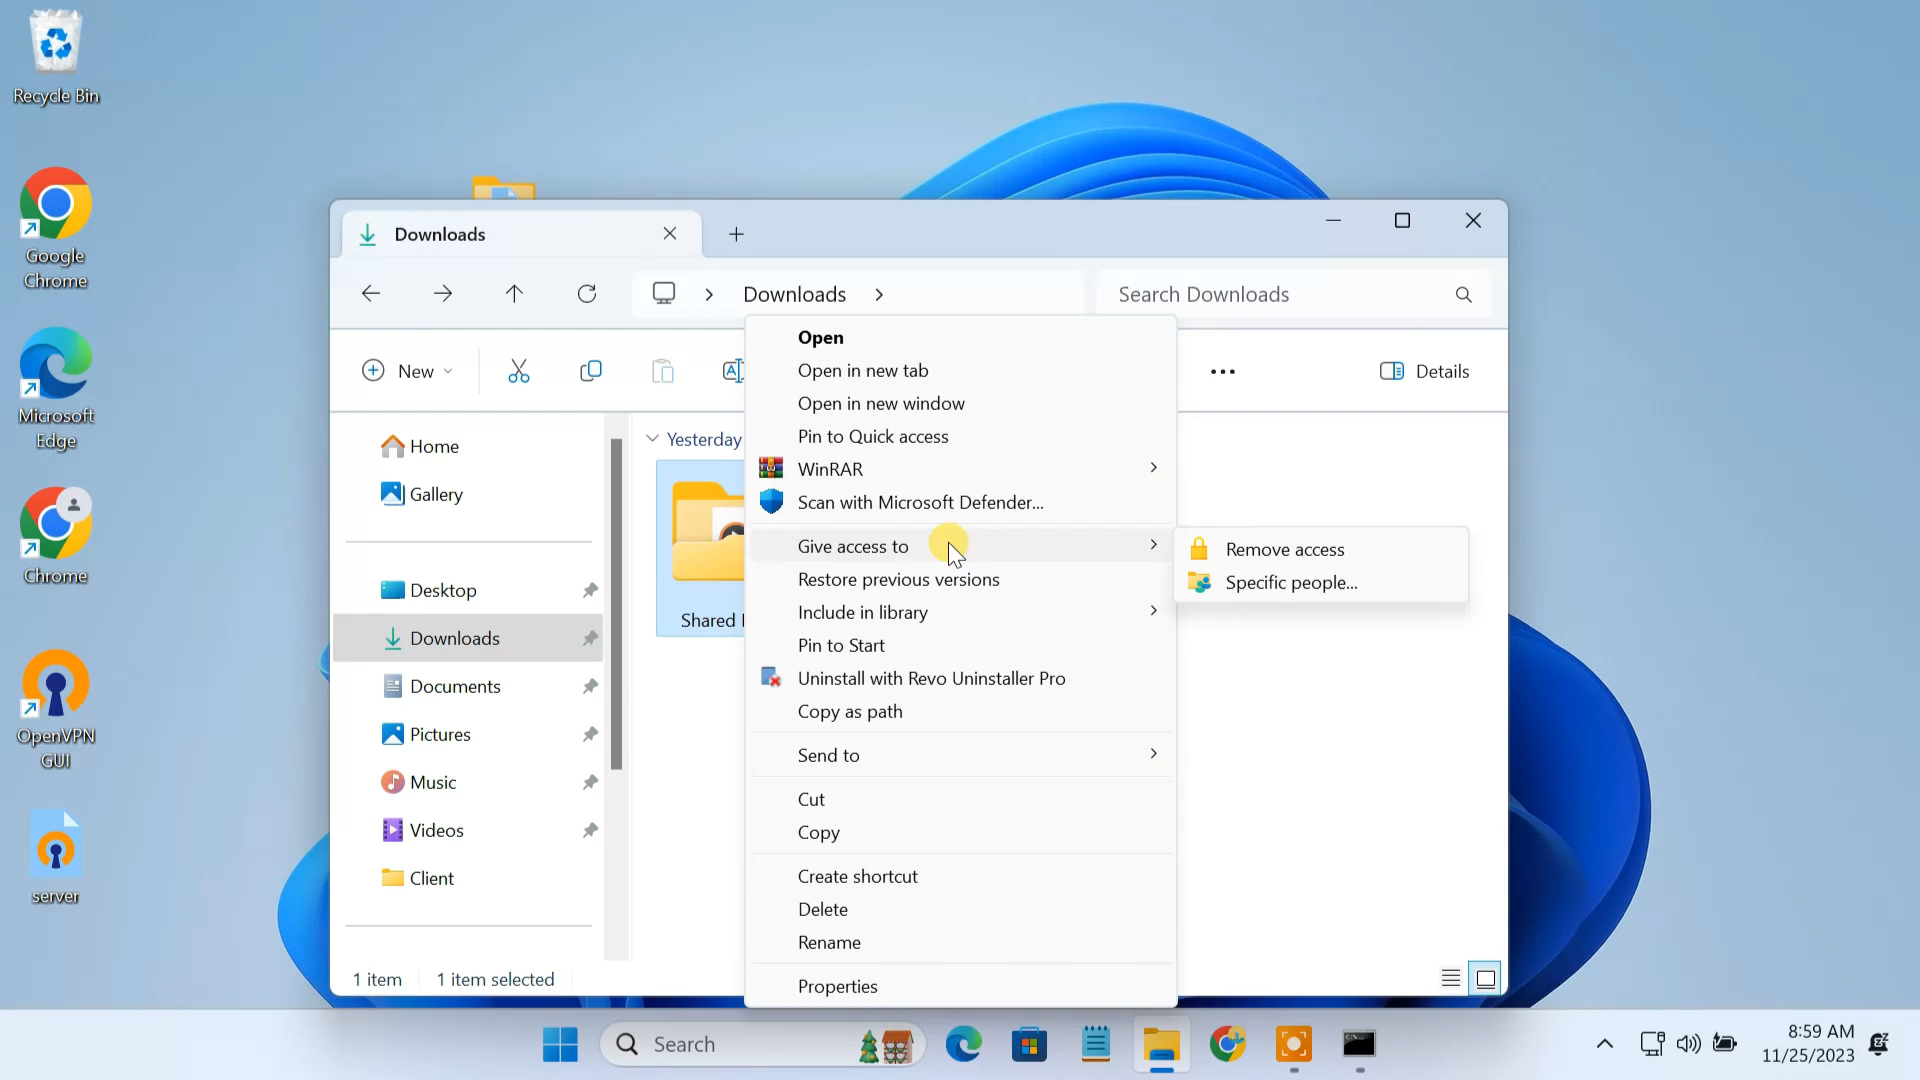 Recycle Bin
Google
Chrome
Microsoft
Edge
Chrome
OpenVPN
GUI
server
Downloads
Downloads
Search Downloads
New
Details
Home
Gallery
Desktop
Downloads
Documents
Pictures
Music
Videos
Client
Yesterday
Shared
1 item
1 item selected
Open
Open in new tab
Open in new window
Pin to Quick access
WinRAR
Scan with Microsoft Defender...
Give access to
Restore previous versions
Include in library
Pin to Start
Uninstall with Revo Uninstaller Pro
Copy as path
Send to
Cut
Copy
Create shortcut
Delete
Rename
Properties
Remove access
Specific people...
Search
8:59 AM
11/25/2023